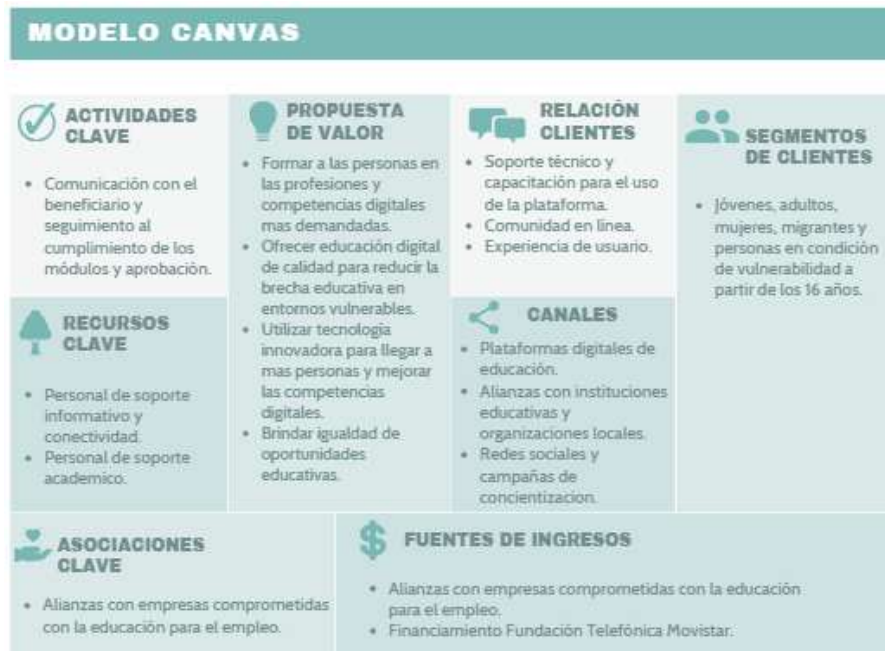 MODELO CANVAS
ACTIVIDADES
CLAVE
• Comunicación con el
beneficiario y
seguimiento al
cumplimiento de los
módulos y aprobación.
RECURSOS
CLAVE
• Personal de soporte
informativo y
conectividad.
• Personal de soporte
academico.
PROPUESTA
DE VALOR
• Formar a las personas en
las profesiones y
competencias digitales
mas demandadas.
• Ofrecer educación digital
de calidad para reducir la
brecha educativa en
entornos vulnerables.
• Utilizar tecnología
innovadora para llegar a
mas personas y mejorar
las competencias
digitales.
• Brindar igualdad de
oportunidades
educativas.
RELACIÓN
CLIENTES
• Soporte técnico y
capacitación para el uso
de la plataforma.
• Comunidad en línea.
• Experiencia de usuario.
CANALES
• Plataformas digitales de
educación.
• Alianzas con instituciones
educativas y
organizaciones locales.
• Redes sociales y
campañas de
concientizacion.
SEGMENTOS
DE CLIENTES
• Jóvenes, adultos,
mujeres, migrantes y
personas en condición
de vulnerabilidad a
partir de los 16 años.
ASOCIACIONES
CLAVE
• Alianzas con empresas comprometidas
con la educación para el empleo.
FUENTES DE INGRESOS
• Alianzas con empresas comprometidas con la educación
para el empleo.
• Financiamiento Fundación Telefónica Movistar.